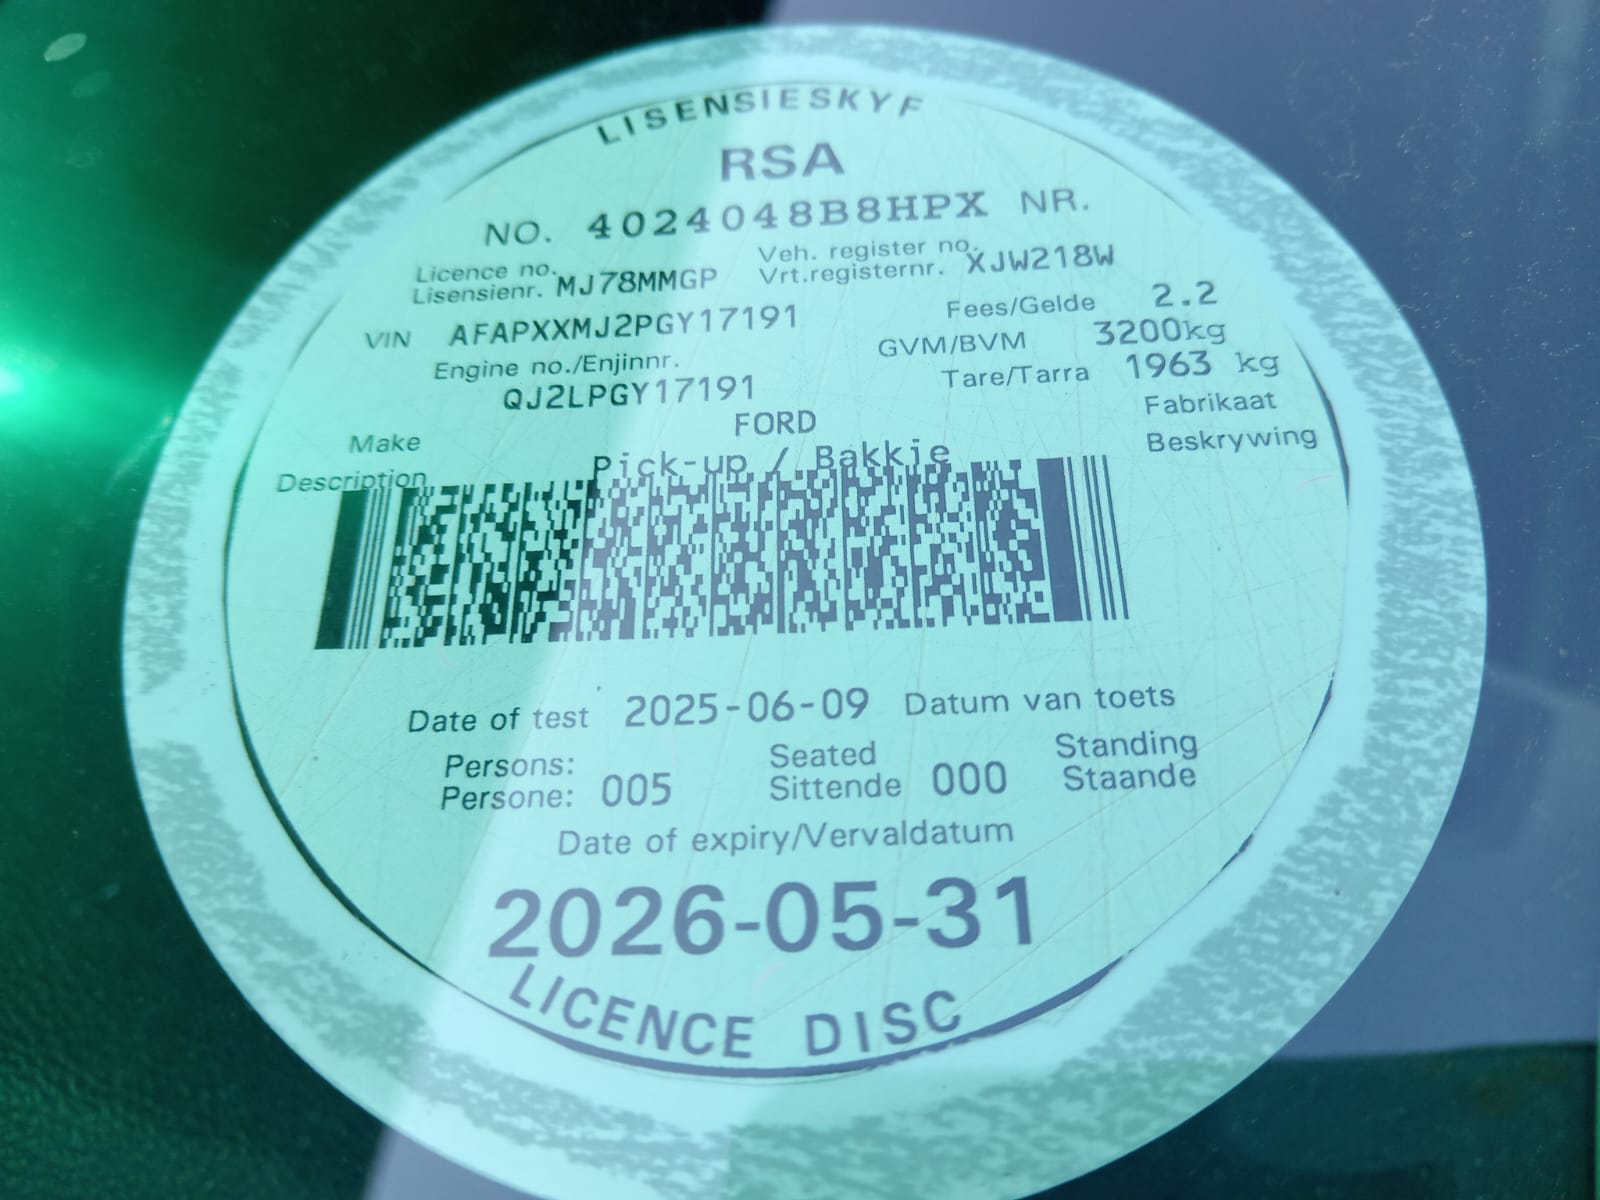 LISENSIESKYF
RSA
NO. 4024048B8HPX NR.
Licence no. Lisensienr. MJ78MMGP Veh. register no. Vrt.registernr. XJW218W
VIN AFAPXXMJ2PGY17191 Fees/Gelde 2.2
Engine no./Enjinnr. GVM/BVM 3200kg
QJ2LPGY17191 Tare/Tarra 1963 kg
Make FORD Fabrikaat
Description Pick-up / Bakkie Beskrywing
Date of test 2025-06-09 Datum van toets
Persons: Seated Standing
Persone: 005 Sittende 000 Staande
Date of expiry/Vervaldatum
2026-05-31
LICENCE DISC